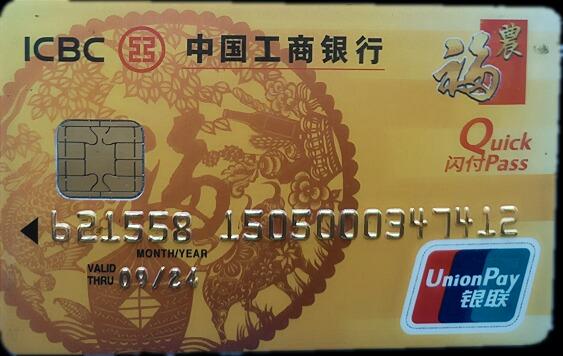 ICBC 中国工商银行
農
福
Quick
闪付Pass
621558 1505000347412
MONTH/YEAR
VALID
THRU 09/24
UnionPay
银联